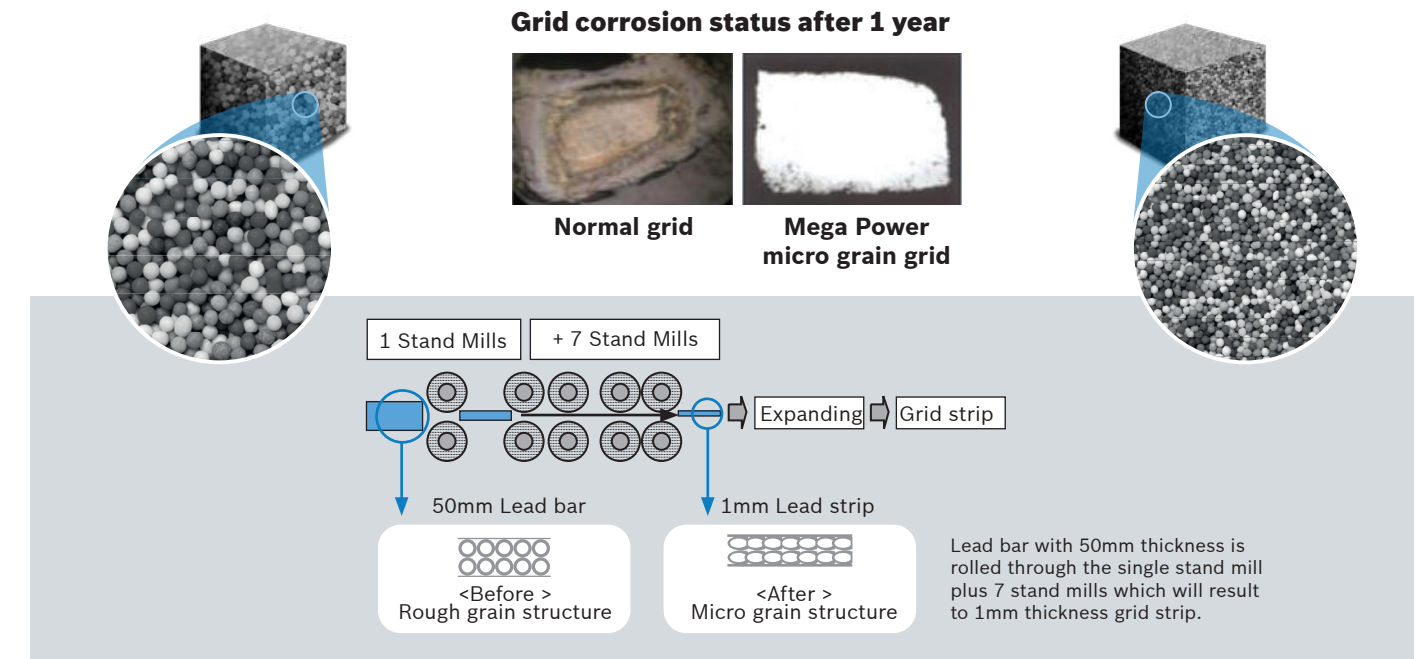 Grid corrosion status after 1 year
Normal grid
Mega Power
micro grain grid
1 Stand Mills
+ 7 Stand Mills
Expanding
Grid strip
50mm Lead bar
1mm Lead strip
<Before >
Rough grain structure
<After >
Micro grain structure
Lead bar with 50mm thickness is
rolled through the single stand mill
plus 7 stand mills which will result
to 1mm thickness grid strip.